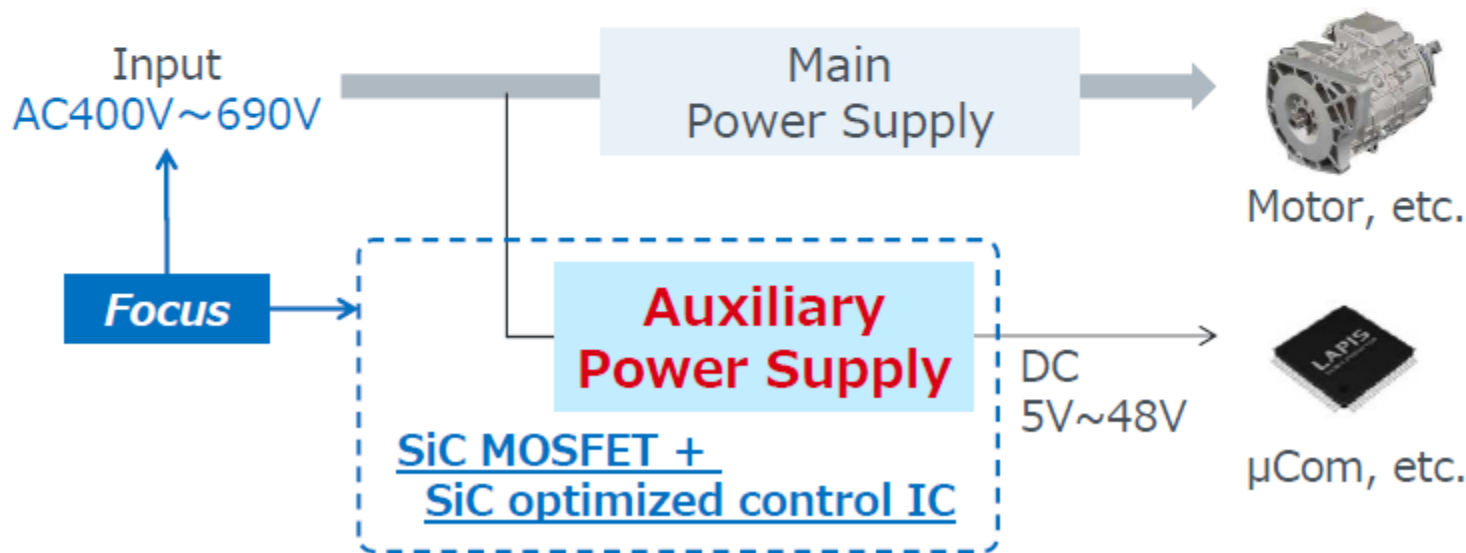 Input
AC400V～690V
Main
Power Supply
Motor, etc.
Focus
Auxiliary
Power Supply
DC
5V~48V
SiC MOSFET +
SiC optimized control IC
LAPIS
µCom, etc.